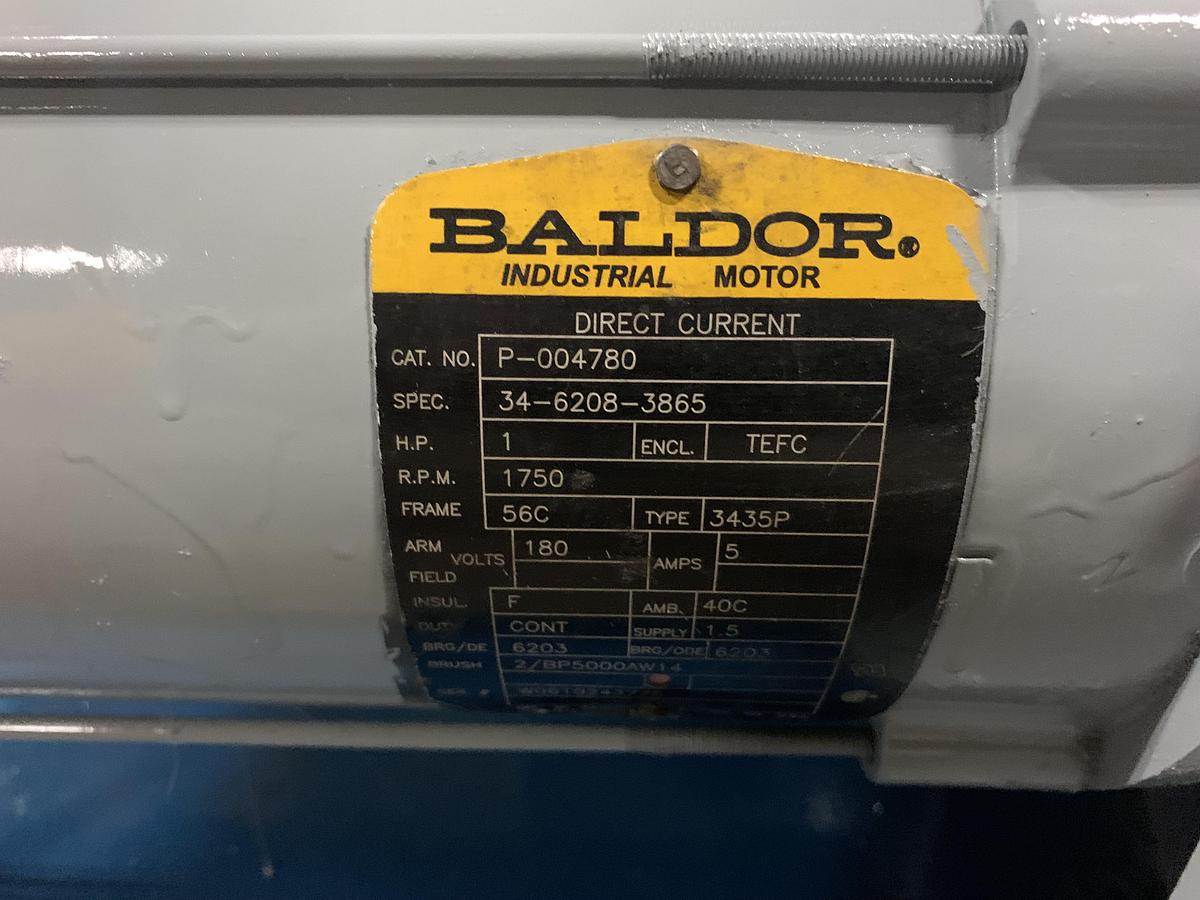 BALDOR®
INDUSTRIAL MOTOR
DIRECT CURRENT
CAT. NO. P-004780
SPEC. 34-6208-3865
H.P. 1 ENCL. TEFC
R.P.M. 1750
FRAME 56C TYPE 3435P
ARM VOLTS 180 AMPS 5
FIELD
INSUL. F AMB. 40C
DUTY CONT SUPPLY 1.5
BRG/DE 6203 BRG/ODE 6203
BRUSH 2/BP5000AW14
SER #